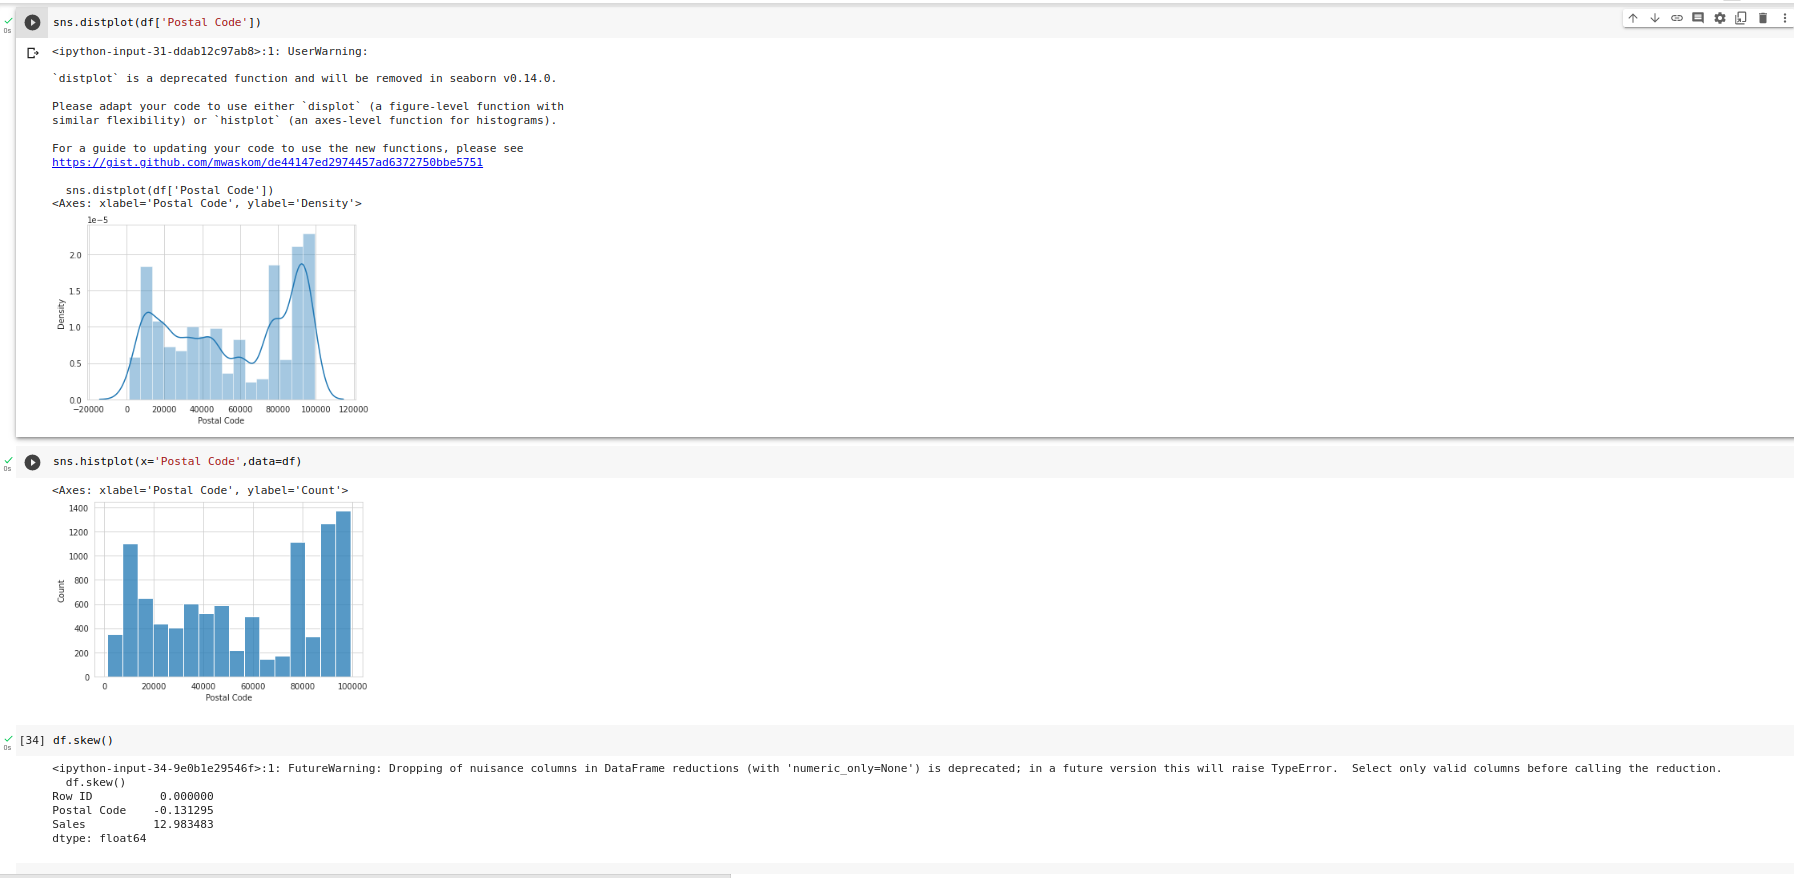 0s
sns.distplot(df['Postal Code'])
<ipython-input-31-ddab12c97ab8>:1: UserWarning:
`distplot` is a deprecated function and will be removed in seaborn v0.14.0.
Please adapt your code to use either `displot` (a figure-level function with
similar flexibility) or `histplot` (an axes-level function for histograms).
For a guide to updating your code to use the new functions, please see
https://gist.github.com/mwaskom/de44147ed2974457ad6372750bbe5751
sns.distplot(df['Postal Code'])
<Axes: xlabel='Postal Code', ylabel='Density'>
1e−5
2.0
1.5
1.0
0.5
0.0
Density
−20000 0 20000 40000 60000 80000 100000 120000
Postal Code
0s
sns.histplot(x='Postal Code',data=df)
<Axes: xlabel='Postal Code', ylabel='Count'>
1400
1200
1000
800
600
400
200
0
Count
0 20000 40000 60000 80000 100000
Postal Code
0s
[34] df.skew()
<ipython-input-34-9e0b1e29546f>:1: FutureWarning: Dropping of nuisance columns in DataFrame reductions (with 'numeric_only=None') is deprecated; in a future version this will raise TypeError.  Select only valid columns before calling the reduction.
df.skew()
Row ID 0.000000
Postal Code -0.131295
Sales 12.983483
dtype: float64